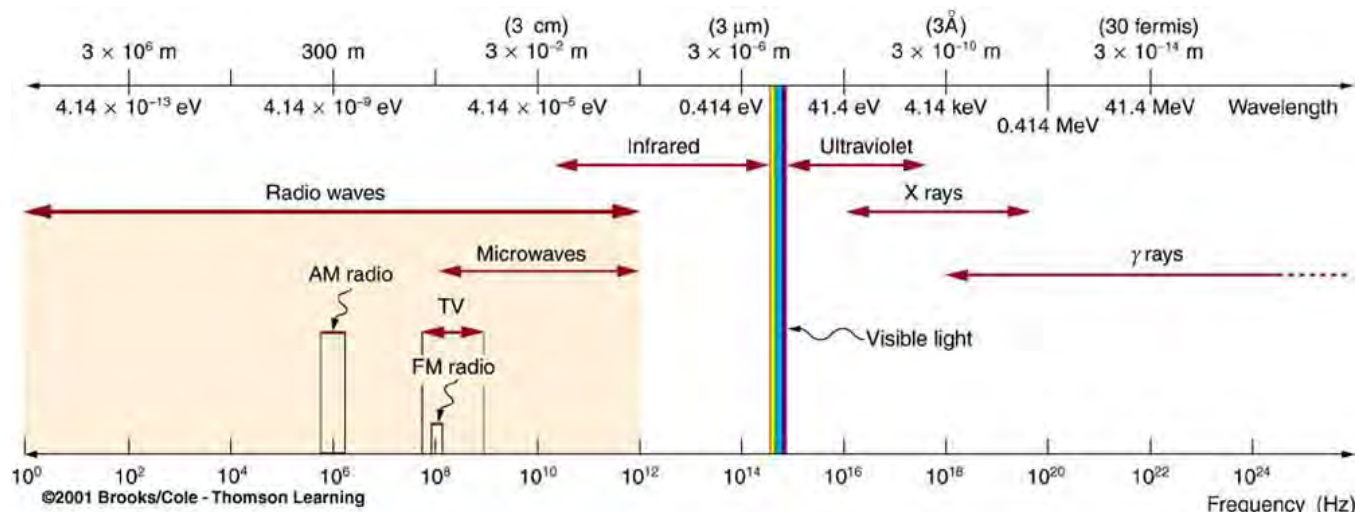 (3 cm) (3 μm) (3Å) (30 fermis)
3 × 10⁶ m 300 m 3 × 10⁻² m 3 × 10⁻⁶ m 3 × 10⁻¹⁰ m 3 × 10⁻¹⁴ m
4.14 × 10⁻¹³ eV 4.14 × 10⁻⁹ eV 4.14 × 10⁻⁵ eV 0.414 eV 41.4 eV 4.14 keV 41.4 MeV Wavelength
0.414 MeV
Infrared Ultraviolet
Radio waves X rays
Microwaves γ rays
AM radio
TV
Visible light
FM radio
10⁰ 10² 10⁴ 10⁶ 10⁸ 10¹⁰ 10¹² 10¹⁴ 10¹⁶ 10¹⁸ 10²⁰ 10²² 10²⁴
©2001 Brooks/Cole - Thomson Learning
Frequency (Hz)